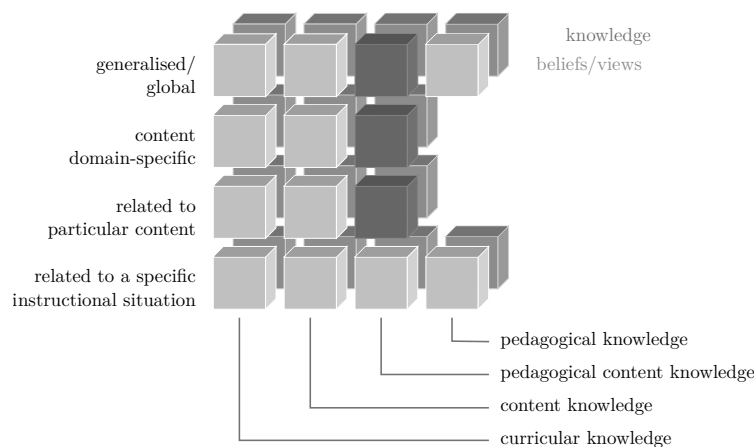 knowledge
beliefs/views
generalised/
global
content
domain-specific
related to
particular content
related to a specific
instructional situation
pedagogical knowledge
pedagogical content knowledge
content knowledge
curricular knowledge